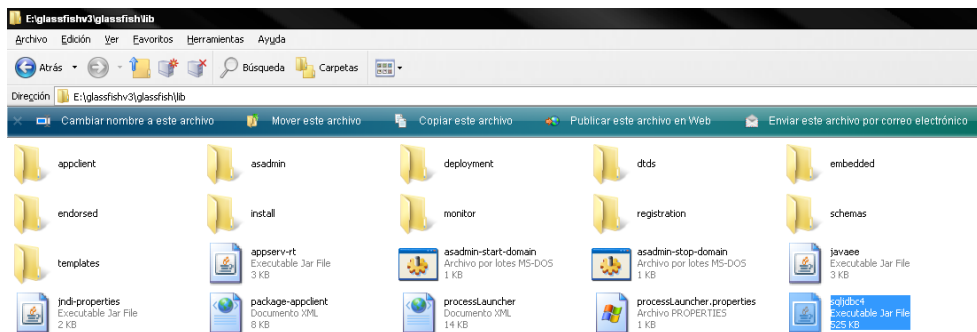 E:\glassfishv3\glassfish\lib
Archivo Edición Ver Favoritos Herramientas Ayuda
Atrás Búsqueda Carpetas
Dirección E:\glassfishv3\glassfish\lib
Cambiar nombre a este archivo Mover este archivo Copiar este archivo Publicar este archivo en Web Enviar este archivo por correo electrónico
appclient asadmin deployment dtds embedded
endorsed install monitor registration schemas
templates appserv-rt asadmin-start-domain asadmin-stop-domain javaee
Executable Jar File Archivo por lotes MS-DOS Archivo por lotes MS-DOS Executable Jar File
3 KB 1 KB 1 KB 3 KB
jndi-properties package-appclient processLauncher processLauncher.properties sqljdbc4
Executable Jar File Documento XML Documento XML Archivo PROPERTIES Executable Jar File
2 KB 8 KB 14 KB 1 KB 525 KB